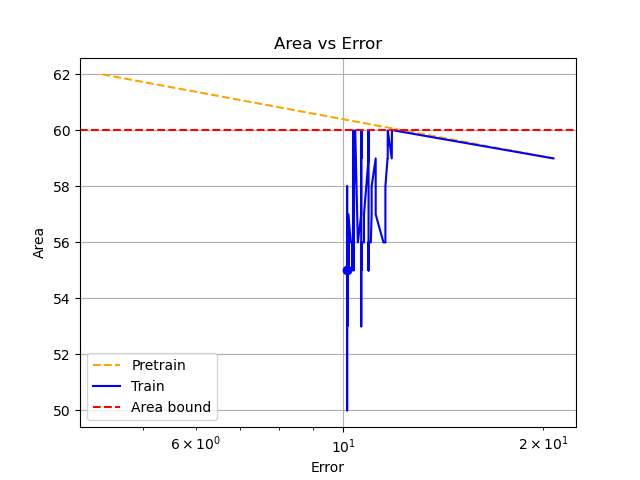 Area vs Error
62
60
58
56
54
52
50
Area
Pretrain
Train
Area bound
6 × 10⁰
10¹
2 × 10¹
Error